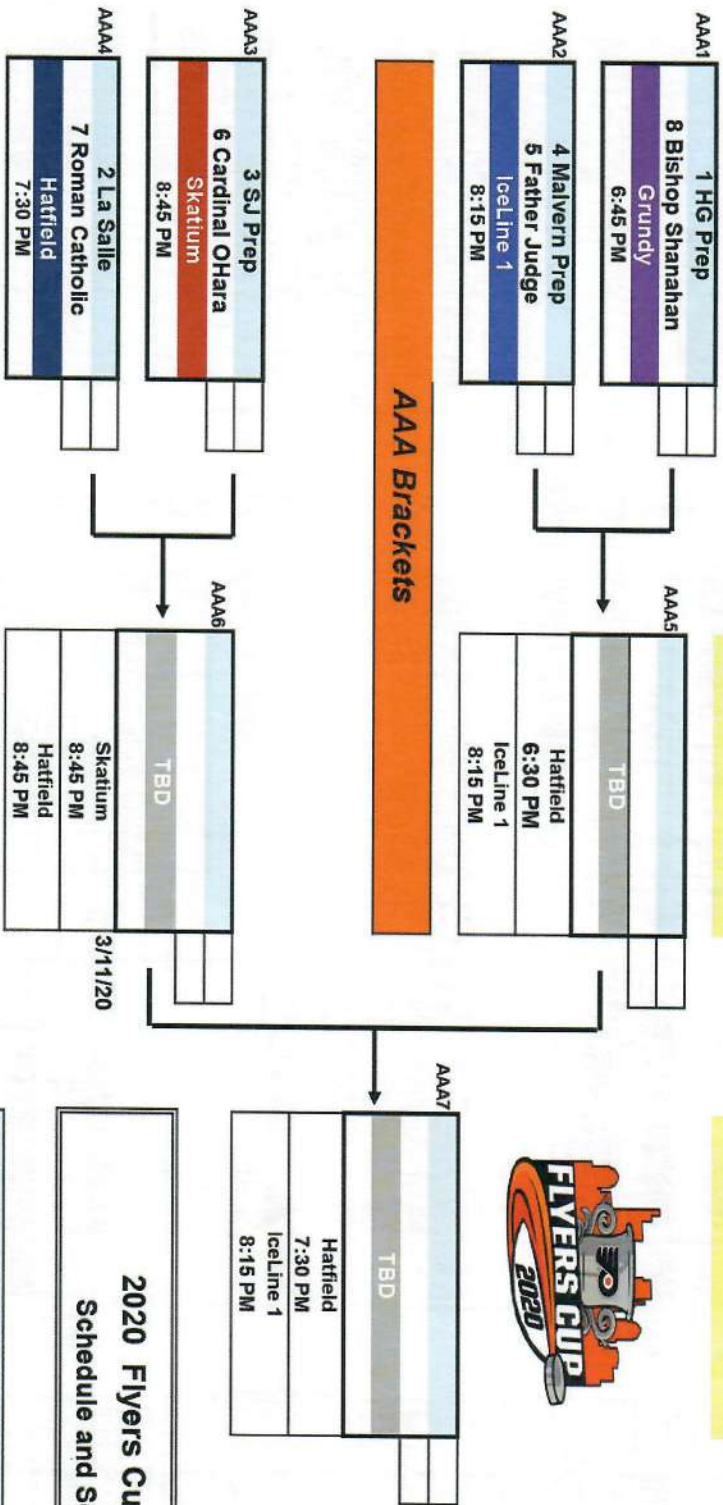 AAA1
1 HG Prep
8 Bishop Shanahan
Grundy
6:45 PM
AAA2
4 Malvern Prep
5 Father Judge
IceLine 1
8:15 PM
AAA5
TBD
Hatfield
6:30 PM
IceLine 1
8:15 PM
FLYERS CUP
2020
AAA Brackets
AAA7
TBD
Hatfield
7:30 PM
IceLine 1
8:15 PM
AAA3
3 SJ Prep
6 Cardinal OHara
Skatium
8:45 PM
AAA4
2 La Salle
7 Roman Catholic
Hatfield
7:30 PM
AAA6
TBD
3/11/20
Skatium
8:45 PM
Hatfield
8:45 PM
2020 Flyers Cu
Schedule and S